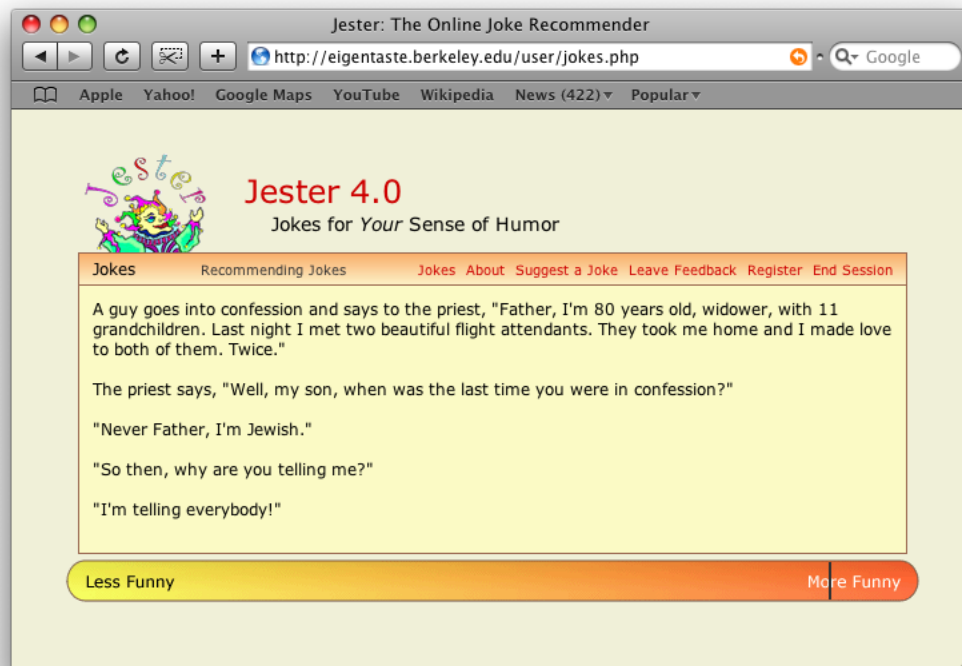 Jester: The Online Joke Recommender
http://eigentaste.berkeley.edu/user/jokes.php
Google
Apple Yahoo! Google Maps YouTube Wikipedia News (422) Popular
Jester
Jester 4.0
Jokes for Your Sense of Humor
Jokes Recommending Jokes Jokes About Suggest a Joke Leave Feedback Register End Session
A guy goes into confession and says to the priest, "Father, I'm 80 years old, widower, with 11
grandchildren. Last night I met two beautiful flight attendants. They took me home and I made love
to both of them. Twice."
The priest says, "Well, my son, when was the last time you were in confession?"
"Never Father, I'm Jewish."
"So then, why are you telling me?"
"I'm telling everybody!"
Less Funny More Funny